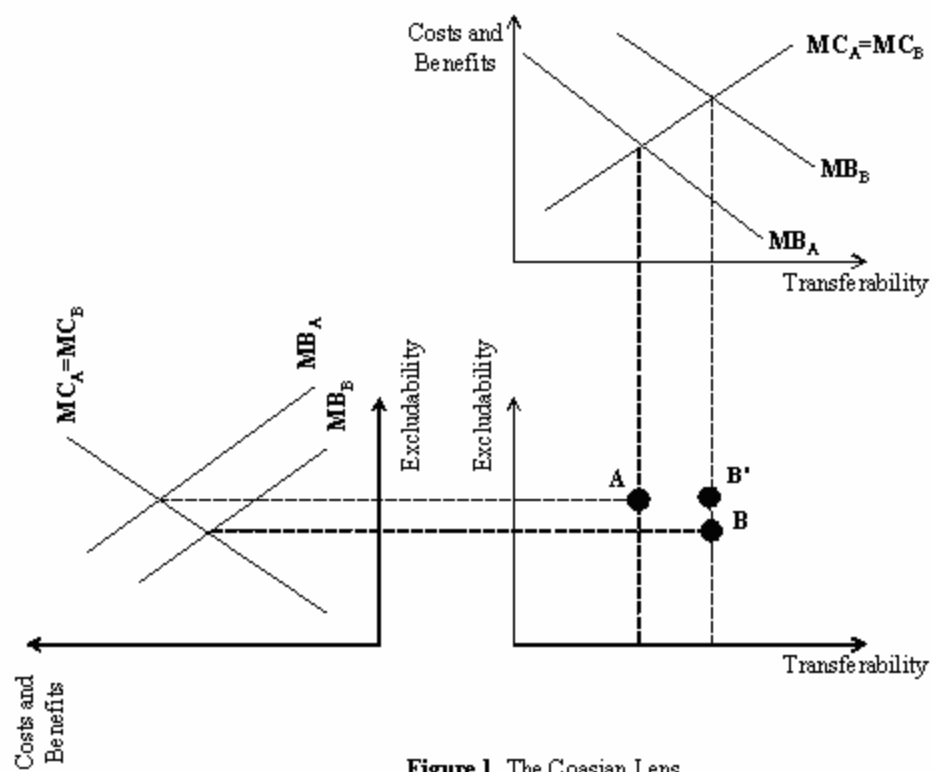 Costs and
Benefits
MC_A=MC_B
MB_B
MB_A
Transferability
MC_A=MC_B
MB_A
MB_B
Excludability
Excludability
A
B'
B
Transferability
Costs and
Benefits
Figure 1. The Coasian Lens